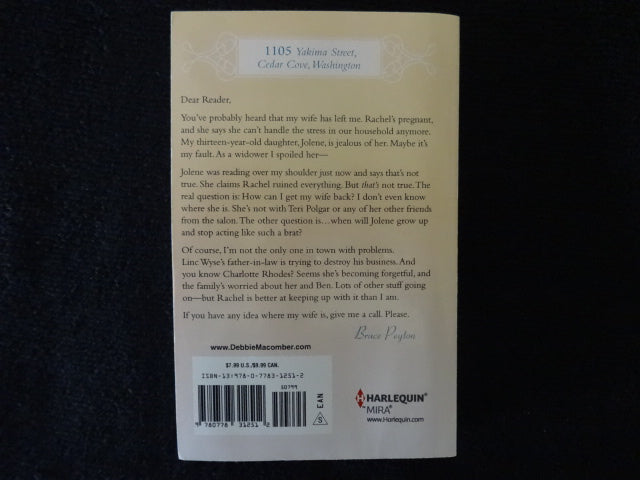 1105 Yakima Street,
Cedar Cove, Washington
Dear Reader,
You've probably heard that my wife has left me. Rachel's pregnant,
and she says she can't handle the stress in our household anymore.
My thirteen-year-old daughter, Jolene, is jealous of her. Maybe it's
my fault. As a widower I spoiled her—
Jolene was reading over my shoulder just now and says that's not
true. She claims Rachel ruined everything. But that's not true. The
real question is: How can I get my wife back? I don't even know
where she is. She's not with Teri Polgar or any of her other friends
from the salon. The other question is…when will Jolene grow up
and stop acting like such a brat?
Of course, I'm not the only one in town with problems.
Linc Wyse's father-in-law is trying to destroy his business. And
you know Charlotte Rhodes? Seems she's becoming forgetful, and
the family's worried about her and Ben. Lots of other stuff going
on—but Rachel is better at keeping up with it than I am.
If you have any idea where my wife is, give me a call. Please.
Bruce Peyton
www.DebbieMacomber.com
$7.99 U.S./$9.99 CAN.
ISBN-13: 978-0-7783-1251-2
50799
9 780778 312512
EAN
S
HARLEQUIN®
MIRA®
www.Harlequin.com